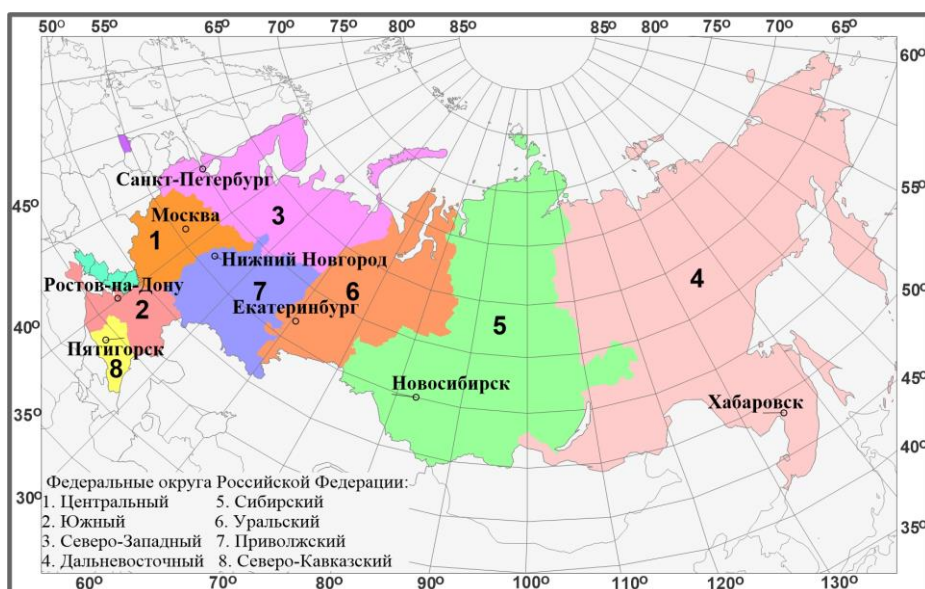 50° 55° 65° 70° 75° 80° 85° 85° 80° 75° 70° 65°
60°
55°
50°
45°
40°
35°
45°
40°
35°
30°
Санкт-Петербург
Москва
3
1
Нижний Новгород
4
Ростов-на-Дону
7
6
2
Екатеринбург
5
Пятигорск
8
Новосибирск
Хабаровск
Федеральные округа Российской Федерации:
1. Центральный 5. Сибирский
2. Южный 6. Уральский
3. Северо-Западный 7. Приволжский
4. Дальневосточный 8. Северо-Кавказский
60° 70° 80° 90° 100° 110° 120° 130°